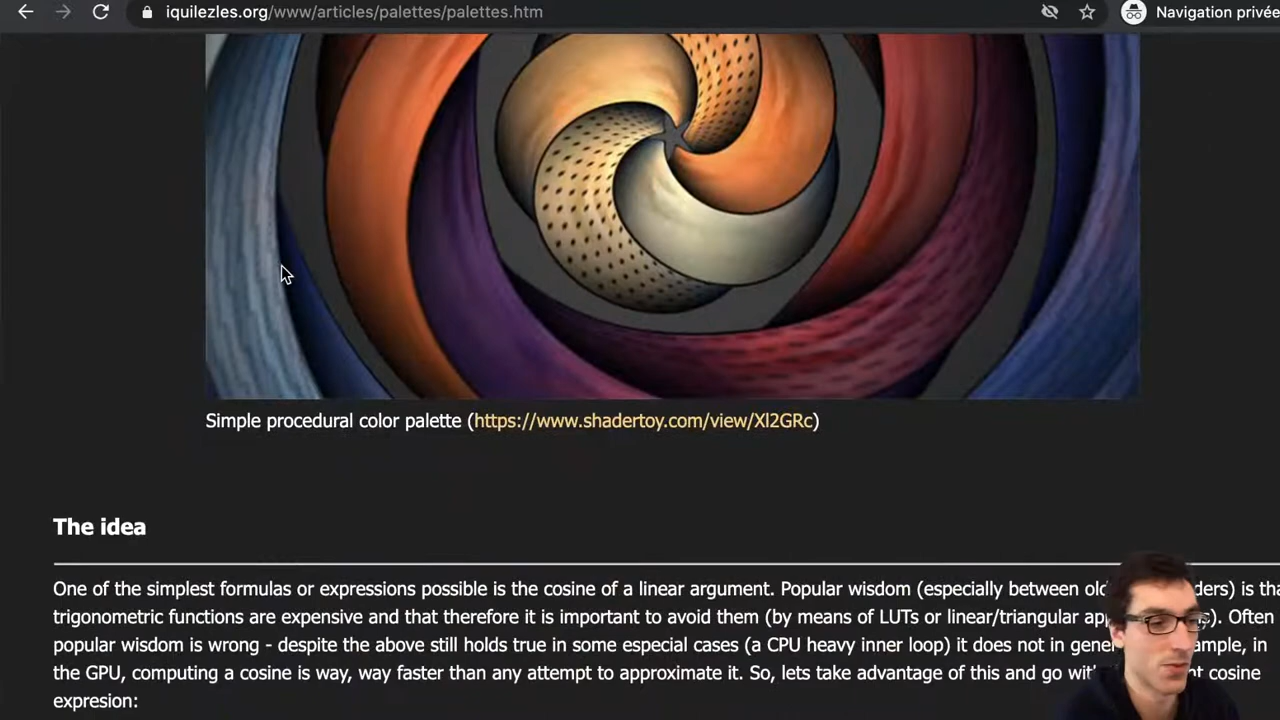 iquilezles.org/www/articles/palettes/palettes.htm
Navigation privée
Simple procedural color palette (https://www.shadertoy.com/view/Xl2GRc)
The idea
One of the simplest formulas or expressions possible is the cosine of a linear argument. Popular wisdom (especially between old
trigonometric functions are expensive and that therefore it is important to avoid them (by means of LUTs or linear/triangular Often
popular wisdom is wrong - despite the above still holds true in some especial cases (a CPU heavy inner loop) it does not in in
the GPU, computing a cosine is way, way faster than any attempt to approximate it. So, lets take advantage of this and go cosine
expresion: